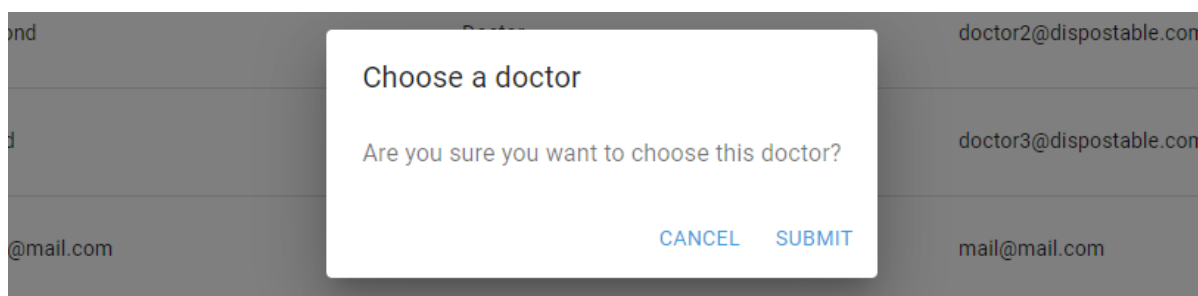 ond
doctor2@dispostable.com
Choose a doctor
Are you sure you want to choose this doctor?
doctor3@dispostable.com
@mail.com
CANCEL SUBMIT
mail@mail.com